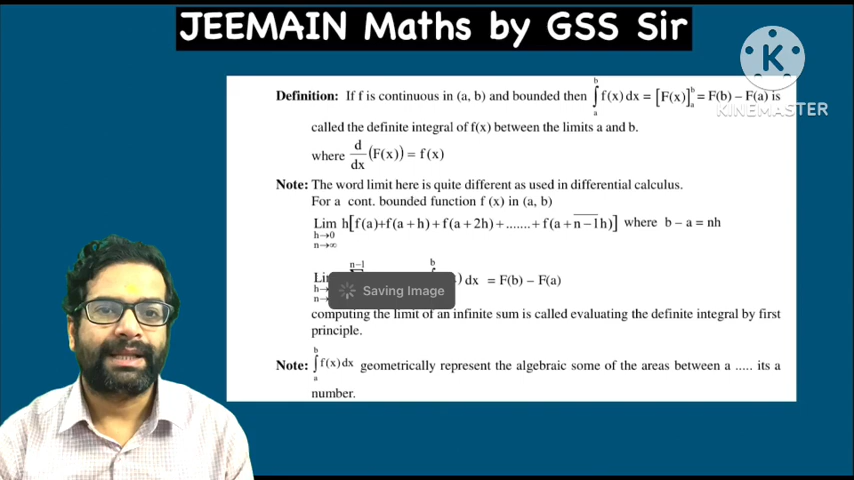 JEEMAIN Maths by GSS Sir
K
KINEMASTER
Definition: If f is continuous in (a, b) and bounded then ∫ₐᵇ f(x) dx = [F(x)]ₐᵇ = F(b) – F(a) is
called the definite integral of f(x) between the limits a and b.
where d/dx (F(x)) = f(x)
Note: The word limit here is quite different as used in differential calculus.
For a cont. bounded function f (x) in (a, b)
Lim h→0 n→∞ h[f(a)+f(a + h) + f(a + 2h) + ....... + f(a + n̅–̅1̅h)] where b – a = nh
n–1 b dx = F(b) – F(a)
Saving Image
computing the limit of an infinite sum is called evaluating the definite integral by first
principle.
Note: ∫ₐᵇ f(x) dx geometrically represent the algebraic some of the areas between a ..... its a
number.